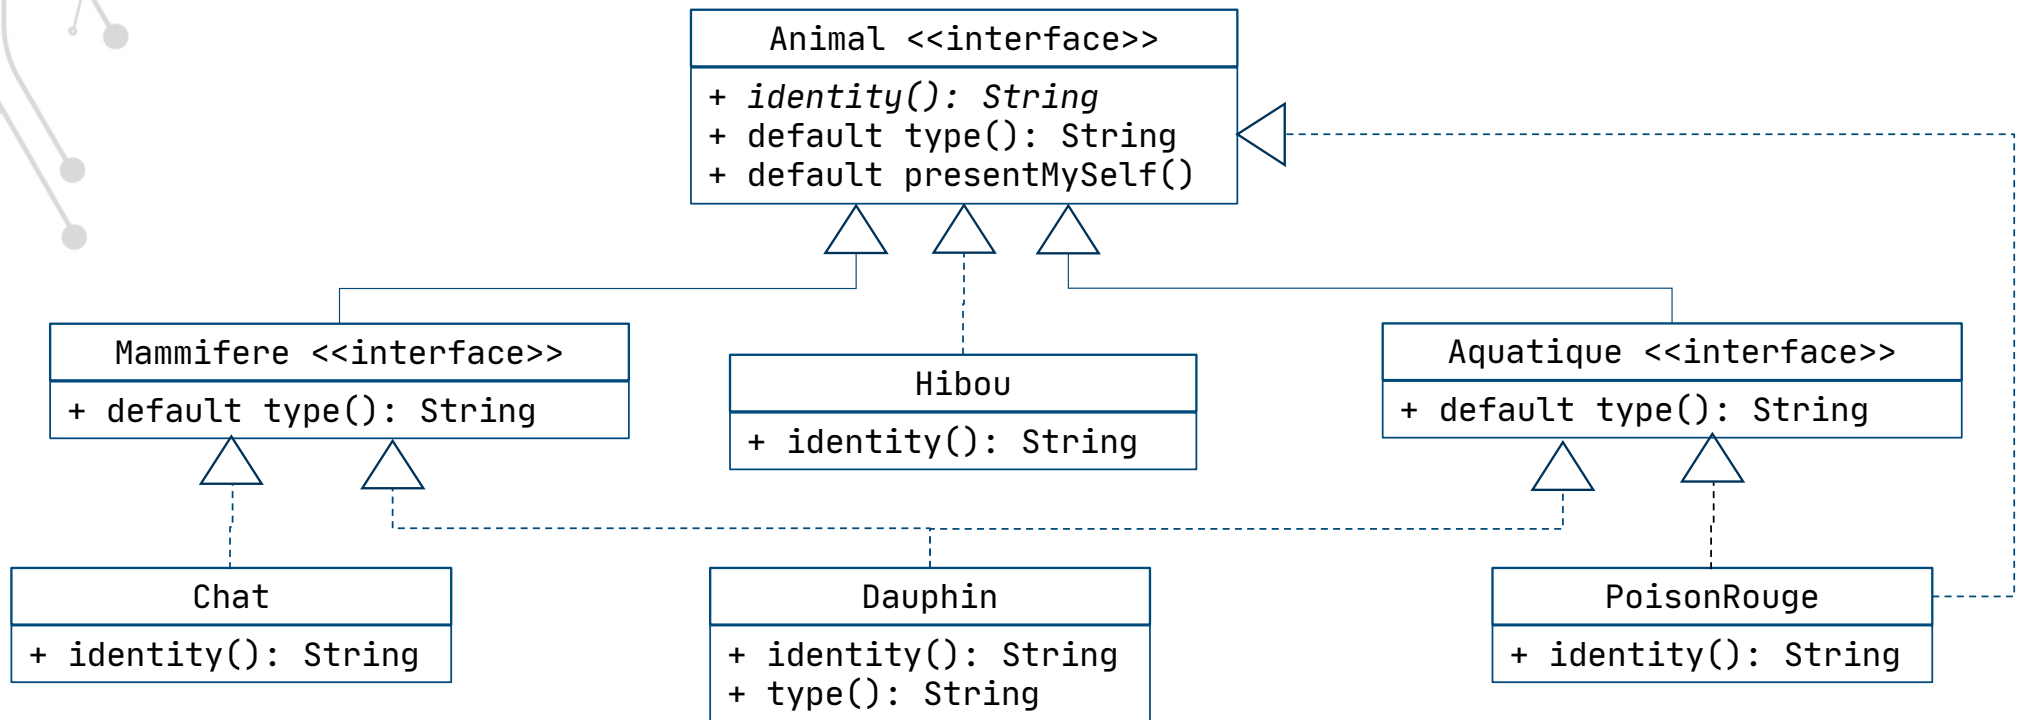 Animal <<interface>>
+ identity(): String
+ default type(): String
+ default presentMySelf()
Mammifere <<interface>>
+ default type(): String
Hibou
+ identity(): String
Aquatique <<interface>>
+ default type(): String
Chat
+ identity(): String
Dauphin
+ identity(): String
+ type(): String
PoisonRouge
+ identity(): String